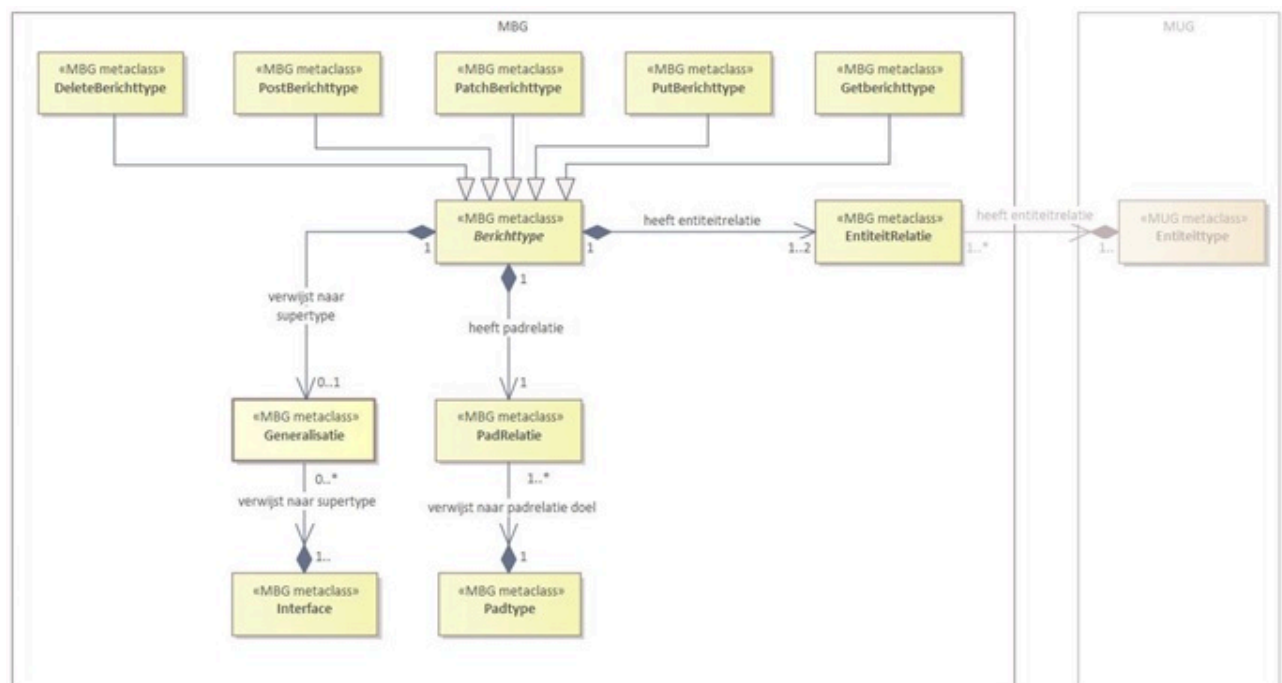 MBG
MUG
«MBG metaclass»
DeleteBerichttype
«MBG metaclass»
PostBerichttype
«MBG metaclass»
PatchBerichttype
«MBG metaclass»
PutBerichttype
«MBG metaclass»
Getberichttype
«MBG metaclass»
Berichttype
1
1
1
heeft entiteitrelatie
1..2
«MBG metaclass»
EntiteitRelatie
1..*
heeft entiteitrelatie
1..
«MUG metaclass»
Entiteittype
verwijst naar
supertype
0..1
heeft padrelatie
1
«MBG metaclass»
Generalisatie
0..*
«MBG metaclass»
PadRelatie
1..*
verwijst naar supertype
1..
verwijst naar padrelatie doel
1
«MBG metaclass»
Interface
«MBG metaclass»
Padtype